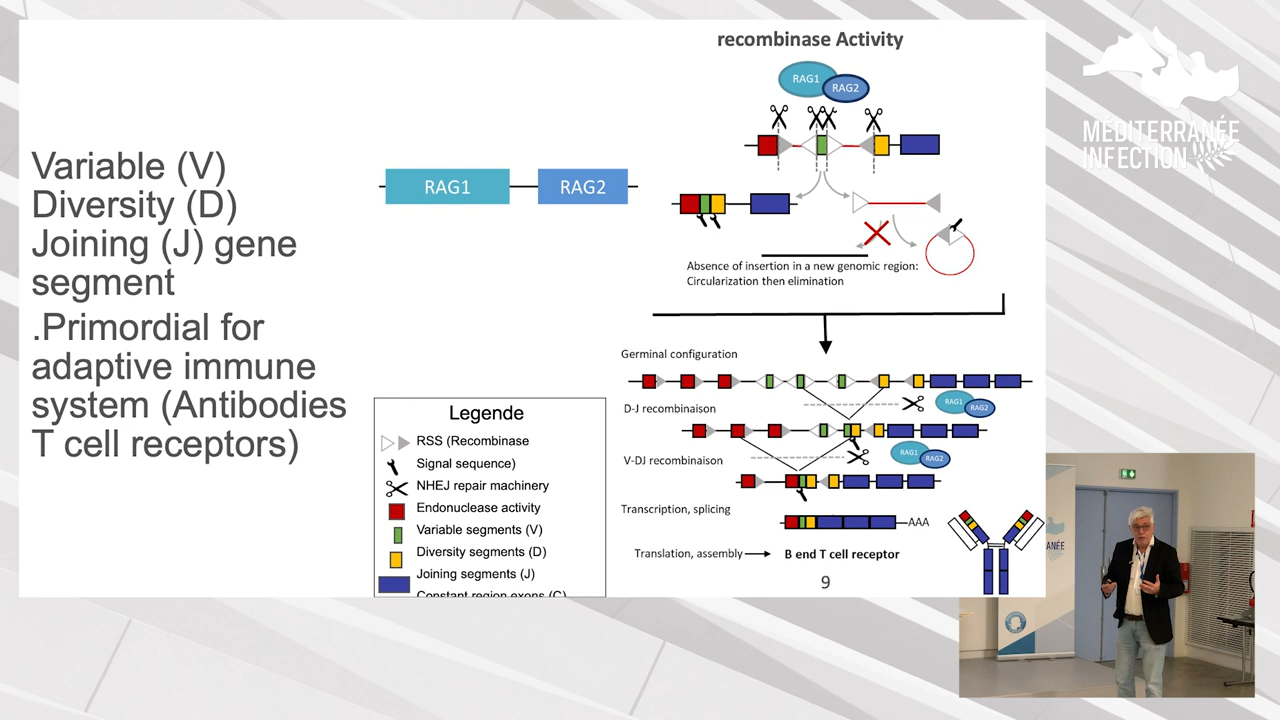 recombinase Activity
RAG1
RAG2
MÉDITERRANÉE
INFECTION
Variable (V)
Diversity (D)
Joining (J) gene
segment
.Primordial for
adaptive immune
system (Antibodies
T cell receptors)
RAG1
RAG2
Absence of insertion in a new genomic region:
Circularization then elimination
Germinal configuration
D-J recombinaison
RAG1
RAG2
V-DJ recombinaison
RAG1
RAG2
Transcription, splicing
AAA
Translation, assembly
B end T cell receptor
9
Legende
RSS (Recombinase
Signal sequence)
NHEJ repair machinery
Endonuclease activity
Variable segments (V)
Diversity segments (D)
Joining segments (J)
Constant region exons (C)